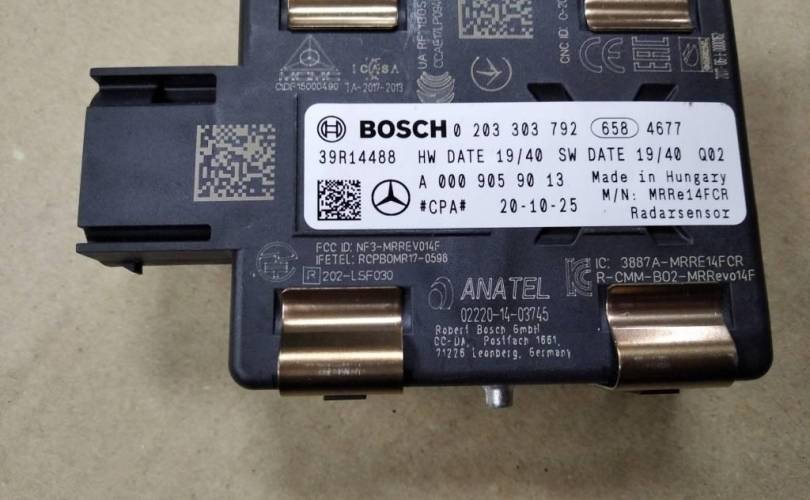 ICASA
TA-2017-2013
BOSCH 0 203 303 792 658 4677
39R14488 HW DATE 19/40 SW DATE 19/40 Q02
A 000 905 90 13 Made in Hungary
M/N: MRRe14FCR
#CPA# 20-10-25 Radarsensor
FCC ID: NF3-MRREVO14F
IFETEL: RCPBOMR17-0598
R 202-LSF030
IC: 3887A-MRRE14FCR
R-CMM-B02-MRRevo14F
ANATEL
02220-14-03745
Robert Bosch GmbH
CC-DA, Postfach 1661,
71226 Leonberg, Germany